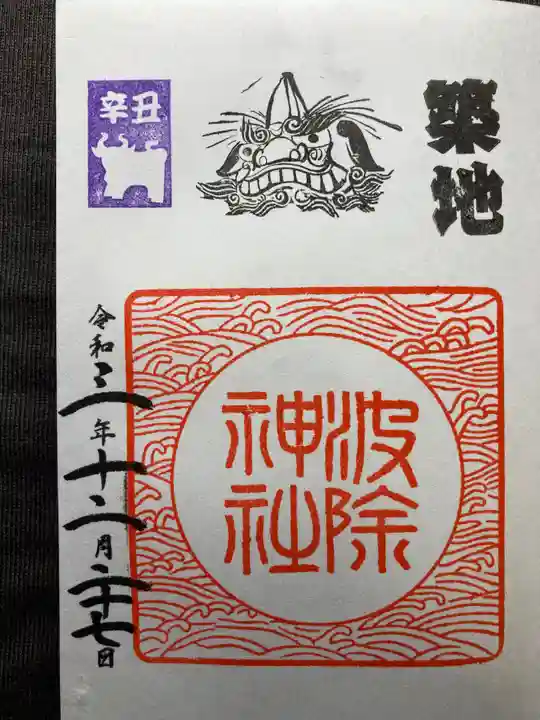 築地
辛丑
波除
神社
令和三年十二月二十七日